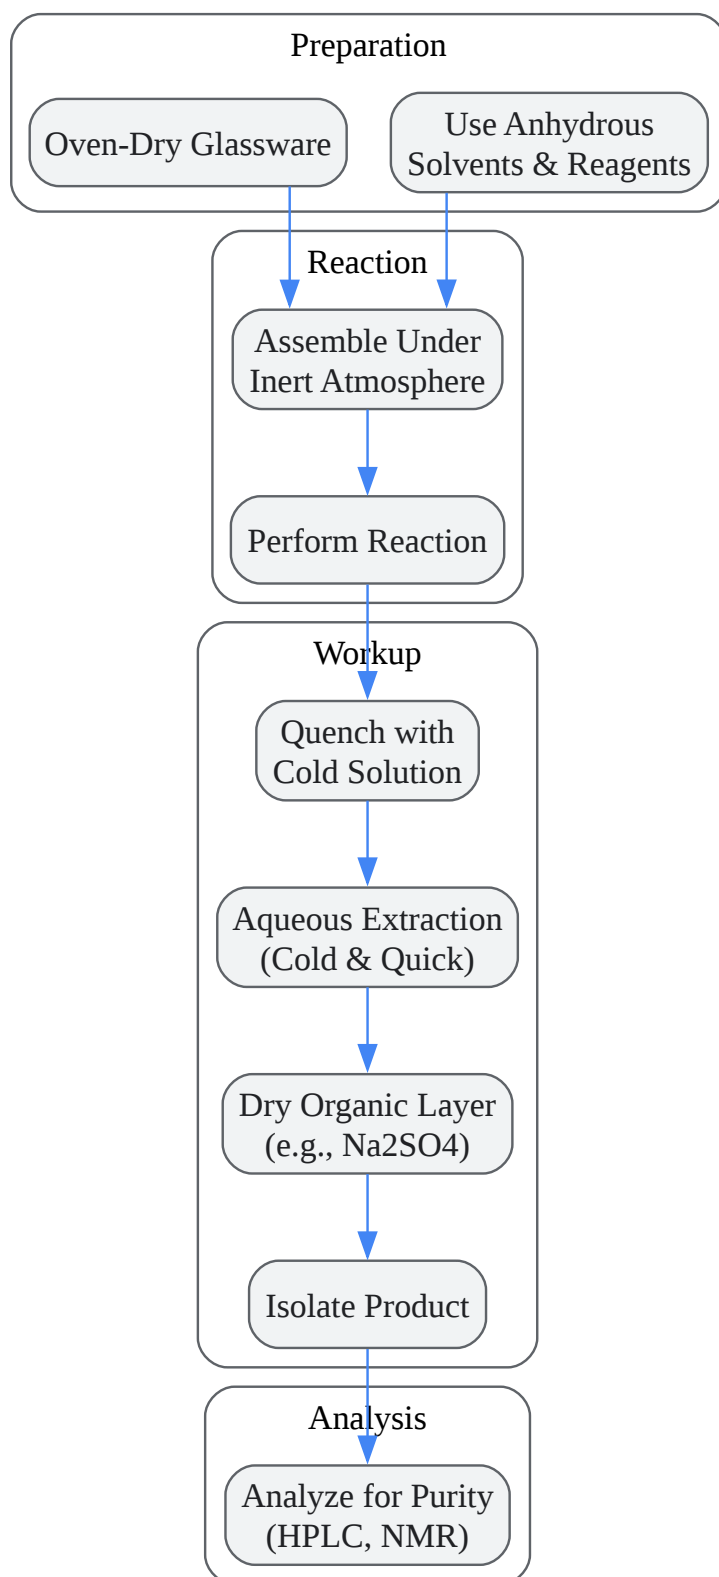 Preparation
Oven-Dry Glassware
Use Anhydrous
Solvents & Reagents
Reaction
Assemble Under
Inert Atmosphere
Perform Reaction
Workup
Quench with
Cold Solution
Aqueous Extraction
(Cold & Quick)
Dry Organic Layer
(e.g., Na2SO4)
Isolate Product
Analysis
Analyze for Purity
(HPLC, NMR)